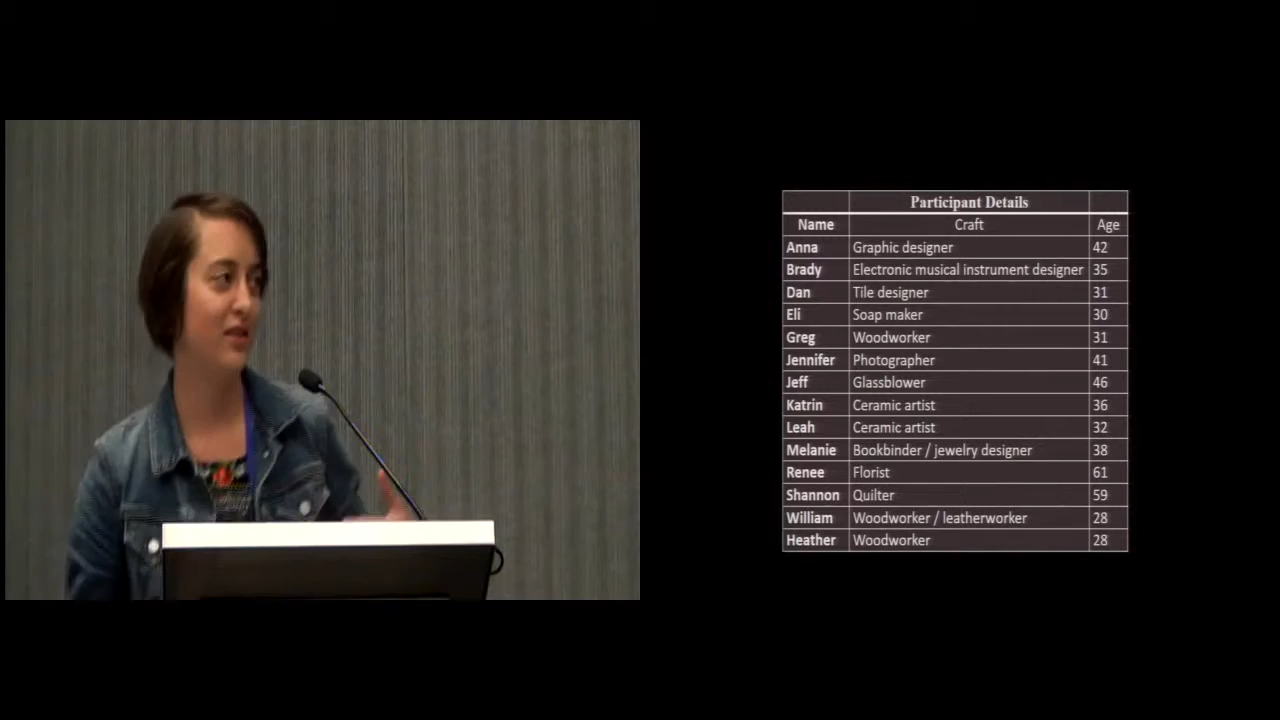 Participant Details
Name Craft Age
Anna Graphic designer 42
Brady Electronic musical instrument designer 35
Dan Tile designer 31
Eli Soap maker 30
Greg Woodworker 31
Jennifer Photographer 41
Jeff Glassblower 46
Katrin Ceramic artist 36
Leah Ceramic artist 32
Melanie Bookbinder / jewelry designer 38
Renee Florist 61
Shannon Quilter 59
William Woodworker / leatherworker 28
Heather Woodworker 28